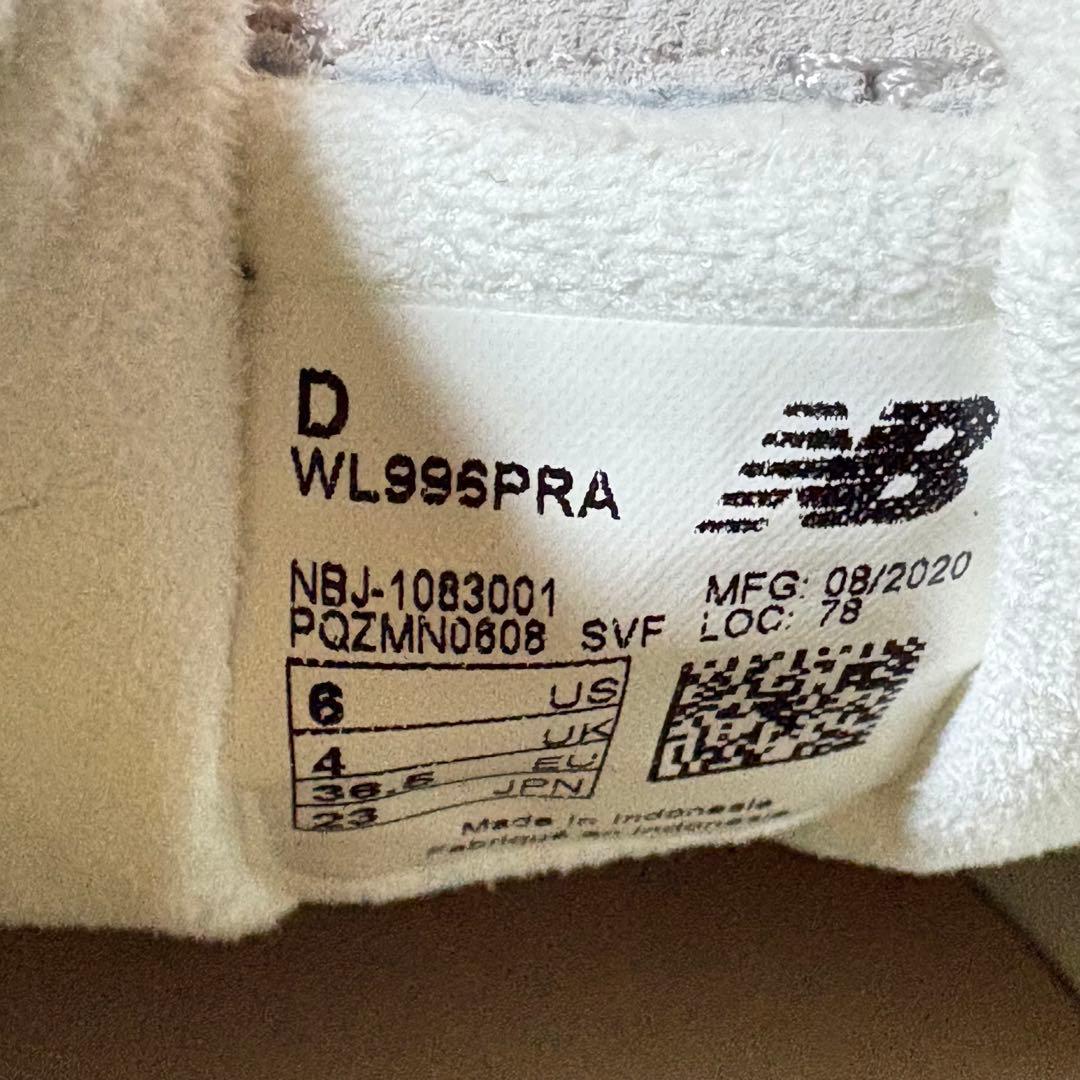 D
WL996PRA
NB
NBJ-1083001
MFG: 08/2020
PQZMN0608 SVF
LOC: 78
6 US
4 UK
36.5 EU
23 JPN
Made in Indonesia
Fabriqué en Indonésie